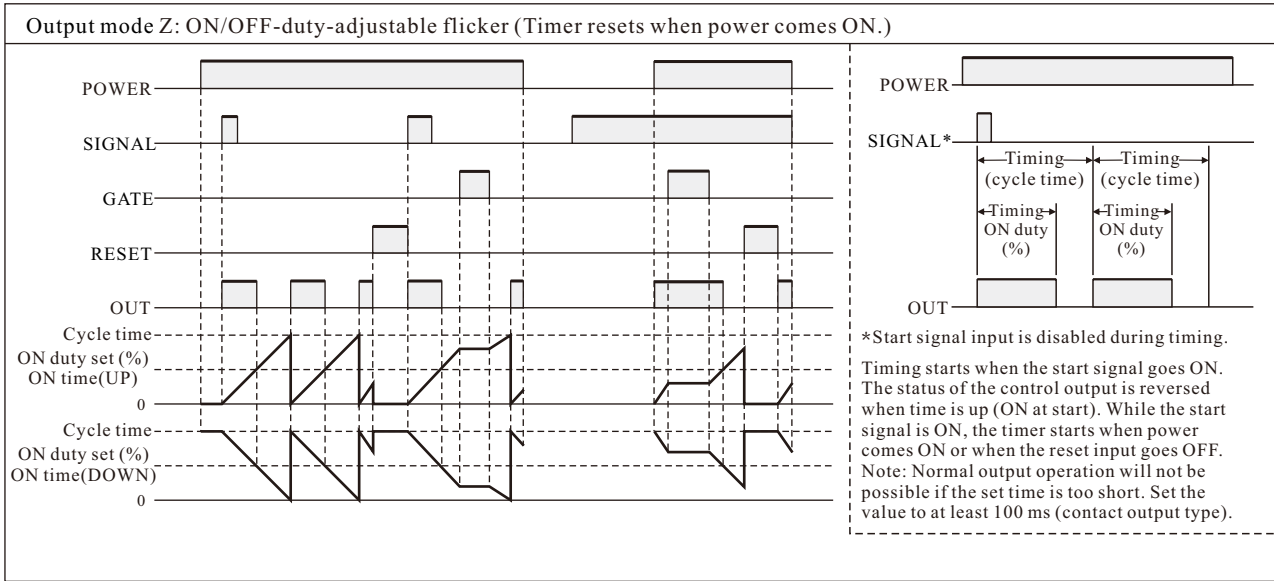 Output mode Z: ON/OFF-duty-adjustable flicker (Timer resets when power comes ON.)
POWER
SIGNAL
GATE
RESET
OUT
Cycle time
ON duty set (%)
ON time(UP)
0
Cycle time
ON duty set (%)
ON time(DOWN)
0
POWER
SIGNAL*
Timing Timing
(cycle time) (cycle time)
Timing Timing
ON duty ON duty
(%) (%)
OUT
*Start signal input is disabled during timing.
Timing starts when the start signal goes ON.
The status of the control output is reversed
when time is up (ON at start). While the start
signal is ON, the timer starts when power
comes ON or when the reset input goes OFF.
Note: Normal output operation will not be
possible if the set time is too short. Set the
value to at least 100 ms (contact output type).